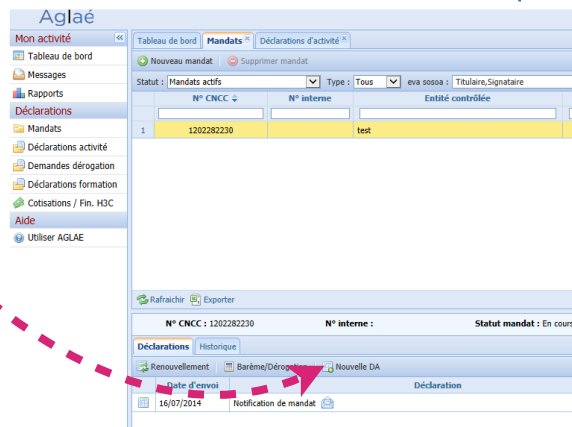 Aglaé
Mon activité «
Tableau de bord
Messages
Rapports
Déclarations
Mandats
Déclarations activité
Demandes dérogation
Déclarations formation
Cotisations / Fin. H3C
Aide
Utiliser AGLAE
Tableau de bord Mandats × Déclarations d'activité ×
Nouveau mandat Supprimer mandat
Statut : Mandats actifs Type : Tous eva sosoa : Titulaire,Signataire
N° CNCC N° interne Entité contrôlée
1 1202282230 test
Rafraichir Exporter
N° CNCC : 1202282230 N° interne : Statut mandat : En cours
Déclarations Historique
Renouvellement Barème/Dérogation Nouvelle DA
Date d'envoi Déclaration
16/07/2014 Notification de mandat